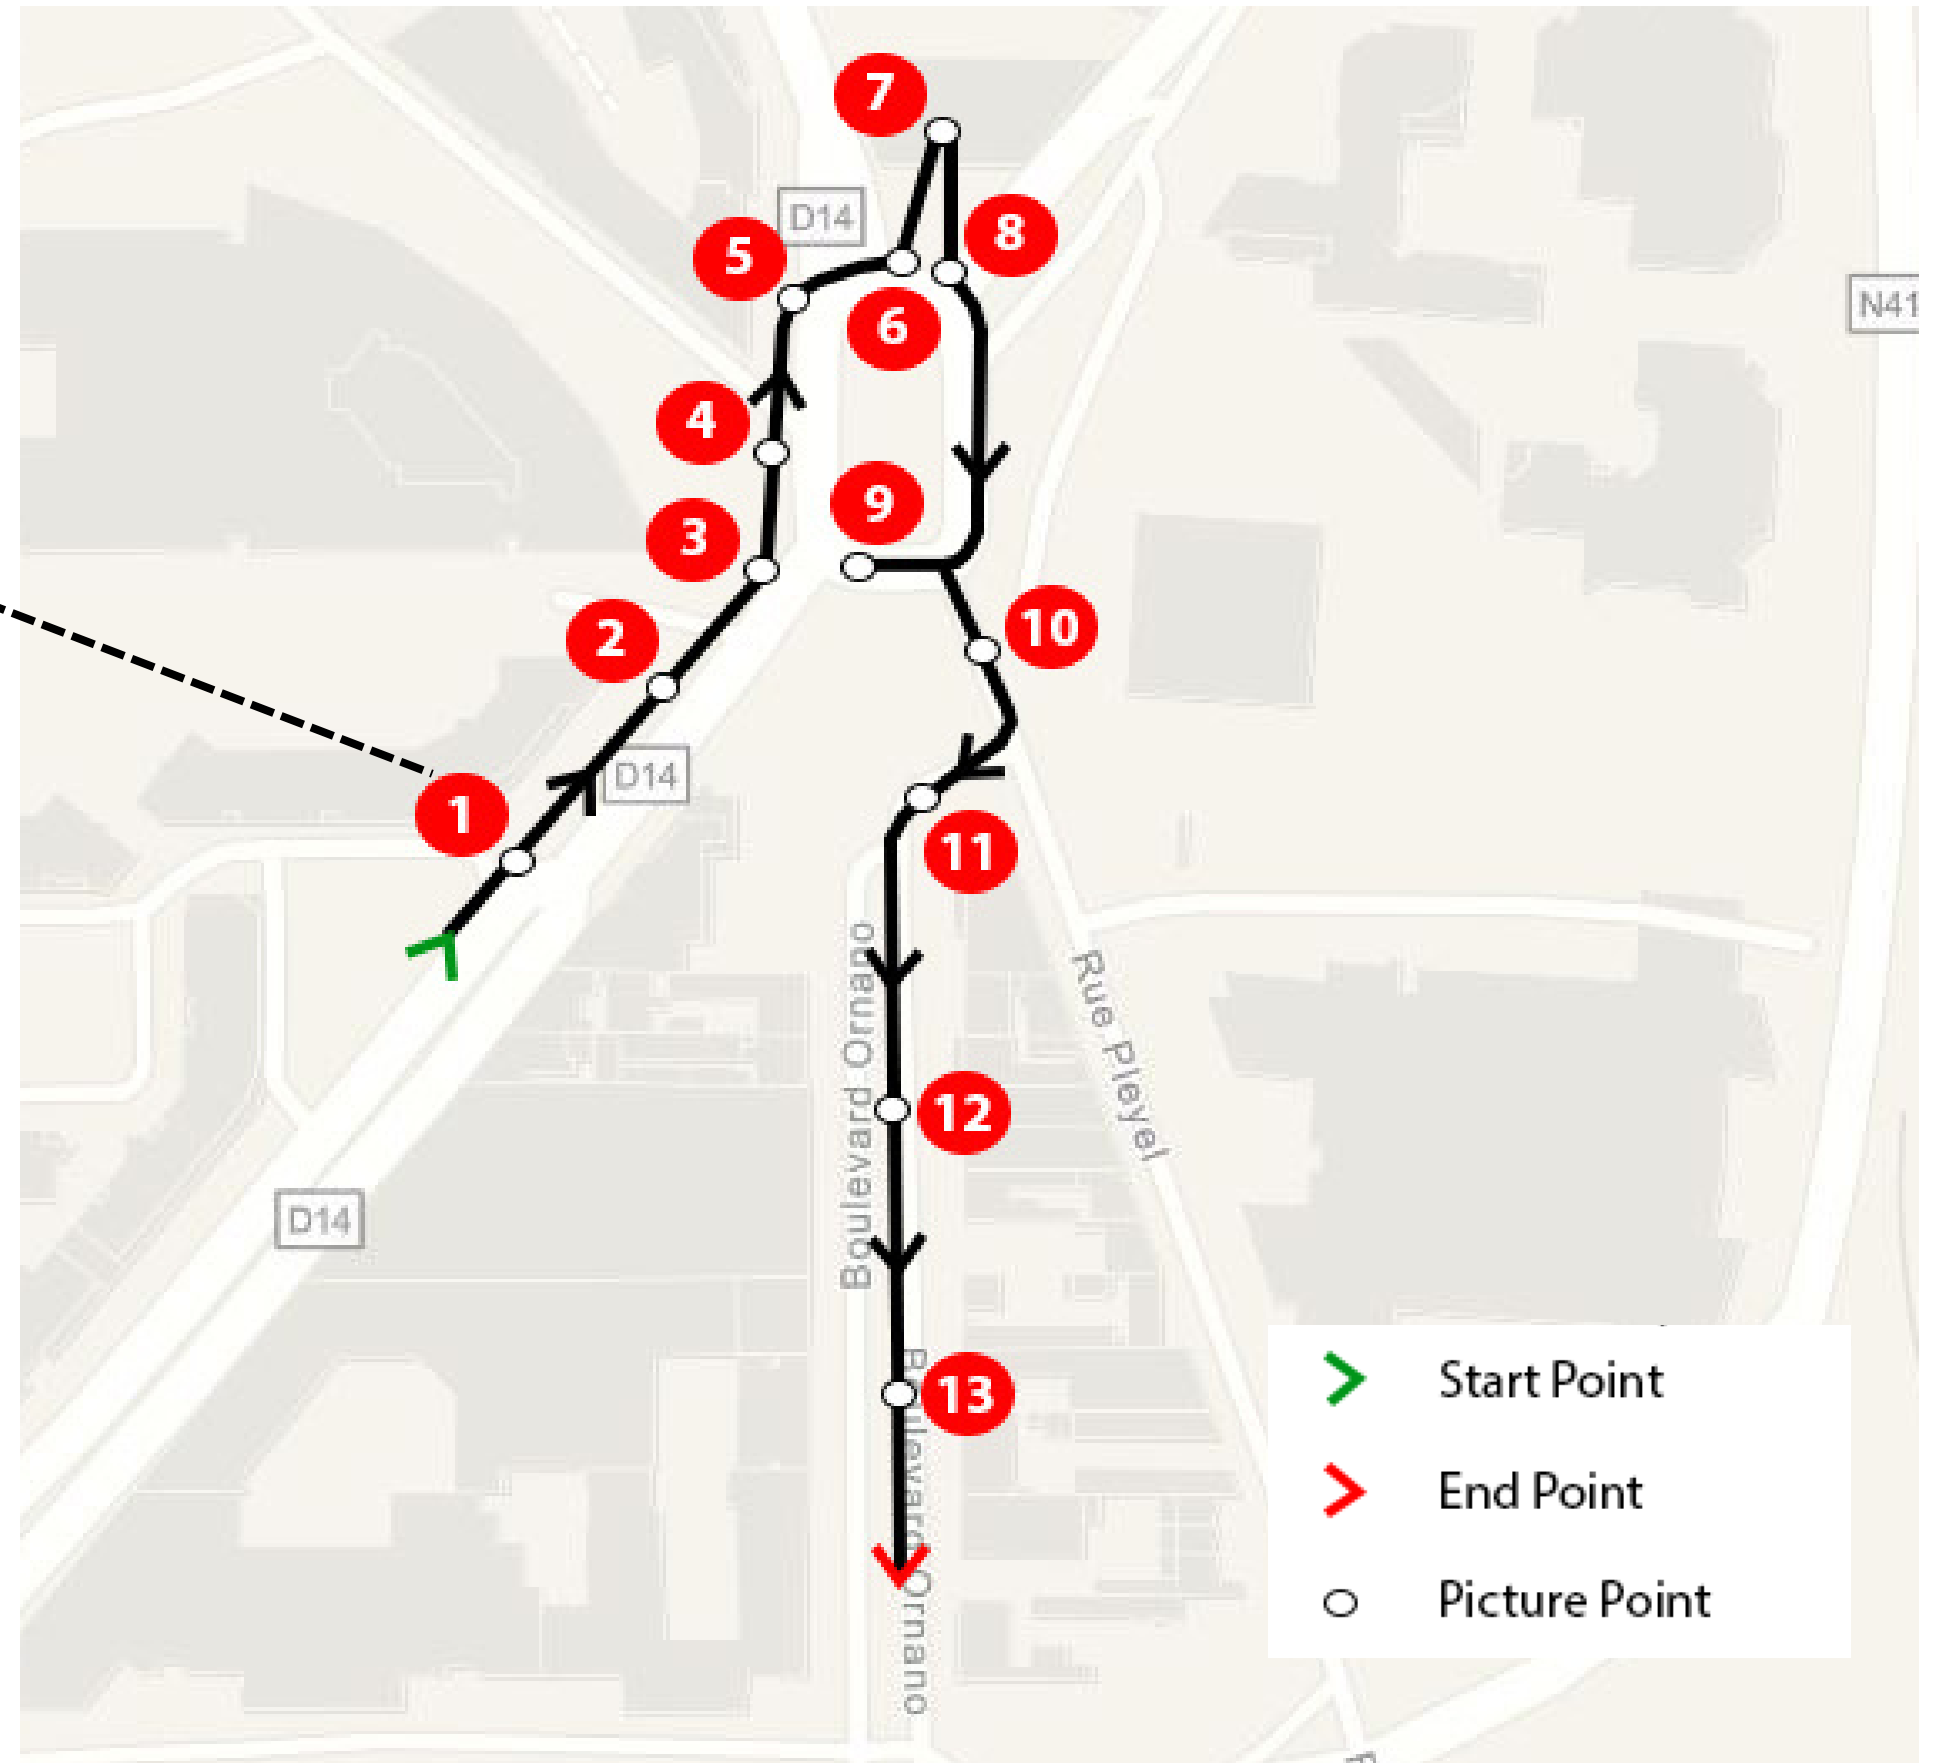 7
D14
8
5
N41
6
4
9
3
10
2
D14
1
11
Boulevard Ornano
Rue Pleyel
12
D14
13
Boulevard Ornano
Start Point
End Point
Picture Point